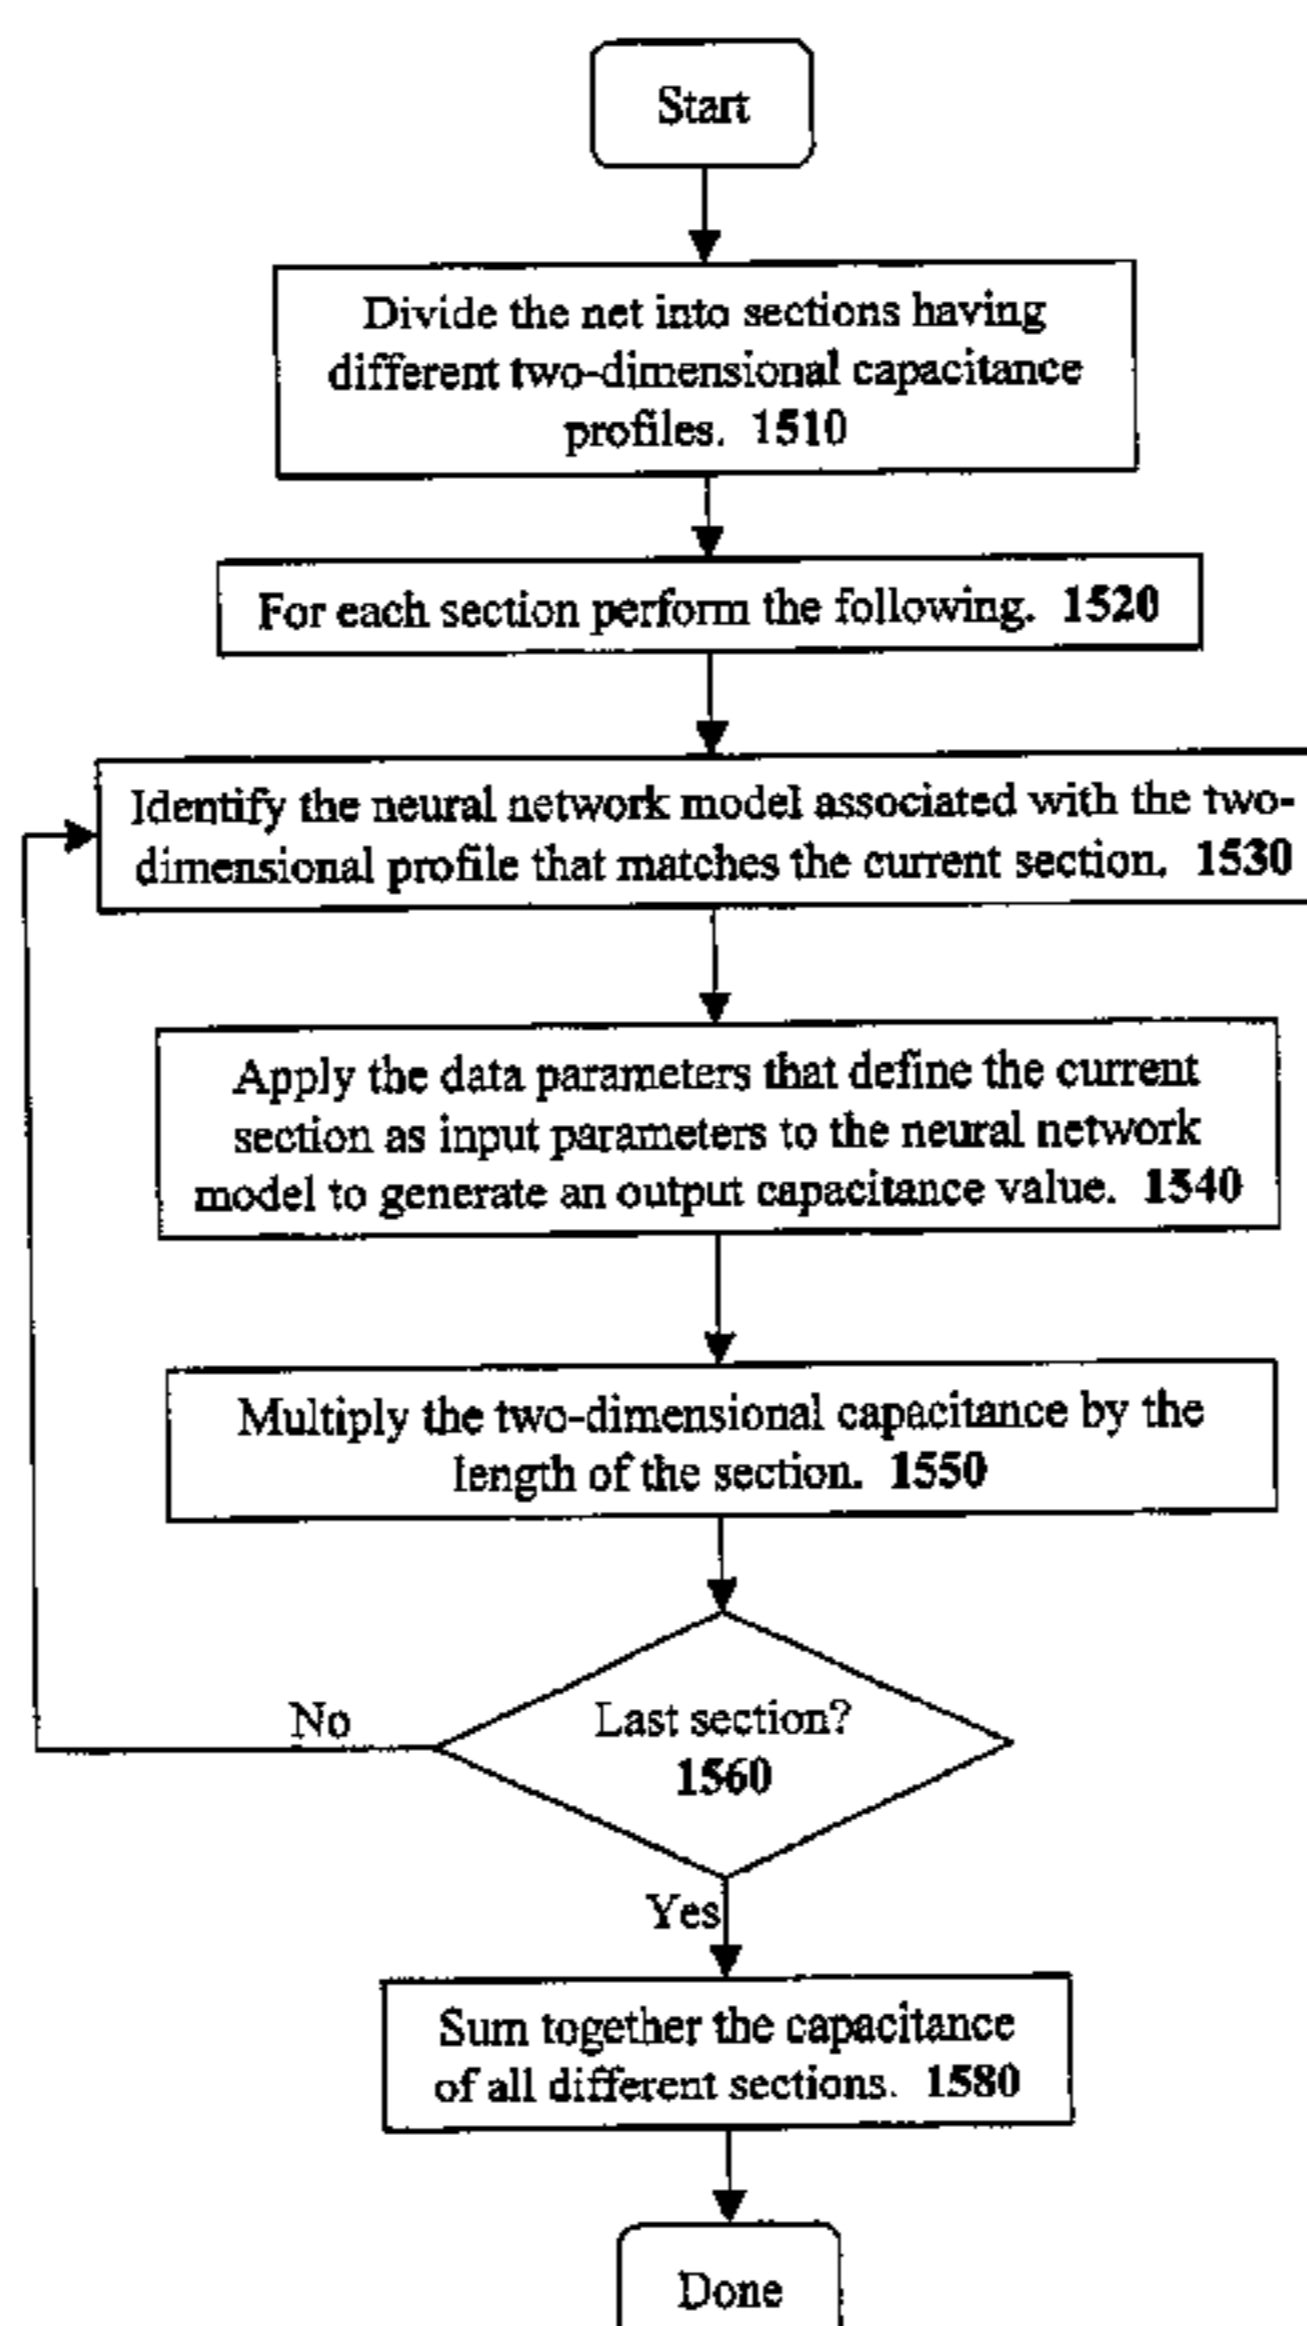 Start
Divide the net into sections having
different two-dimensional capacitance
profiles. 1510
For each section perform the following. 1520
Identify the neural network model associated with the two-
dimensional profile that matches the current section. 1530
Apply the data parameters that define the current
section as input parameters to the neural network
model to generate an output capacitance value. 1540
Multiply the two-dimensional capacitance by the
length of the section. 1550
Last section?
1560
No
Yes
Sum together the capacitance
of all different sections. 1580
Done